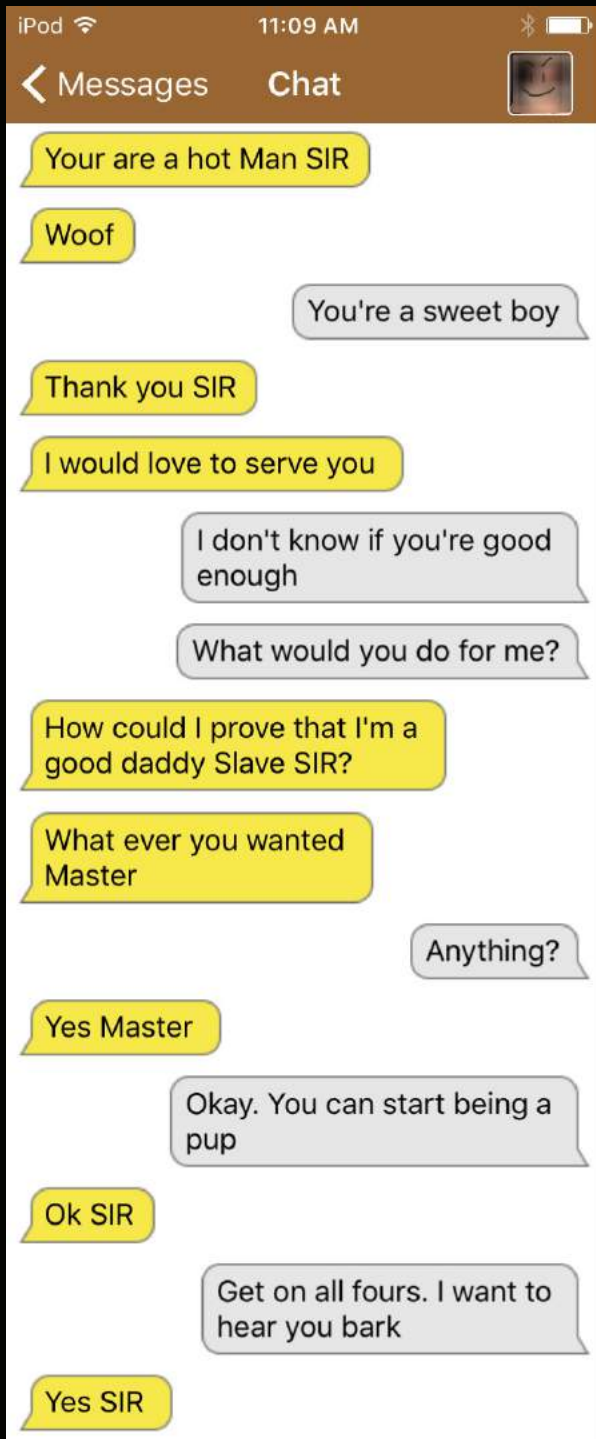 iPod 11:09 AM
Messages Chat
Your are a hot Man SIR
Woof
You're a sweet boy
Thank you SIR
I would love to serve you
I don't know if you're good
enough
What would you do for me?
How could I prove that I'm a
good daddy Slave SIR?
What ever you wanted
Master
Anything?
Yes Master
Okay. You can start being a
pup
Ok SIR
Get on all fours. I want to
hear you bark
Yes SIR